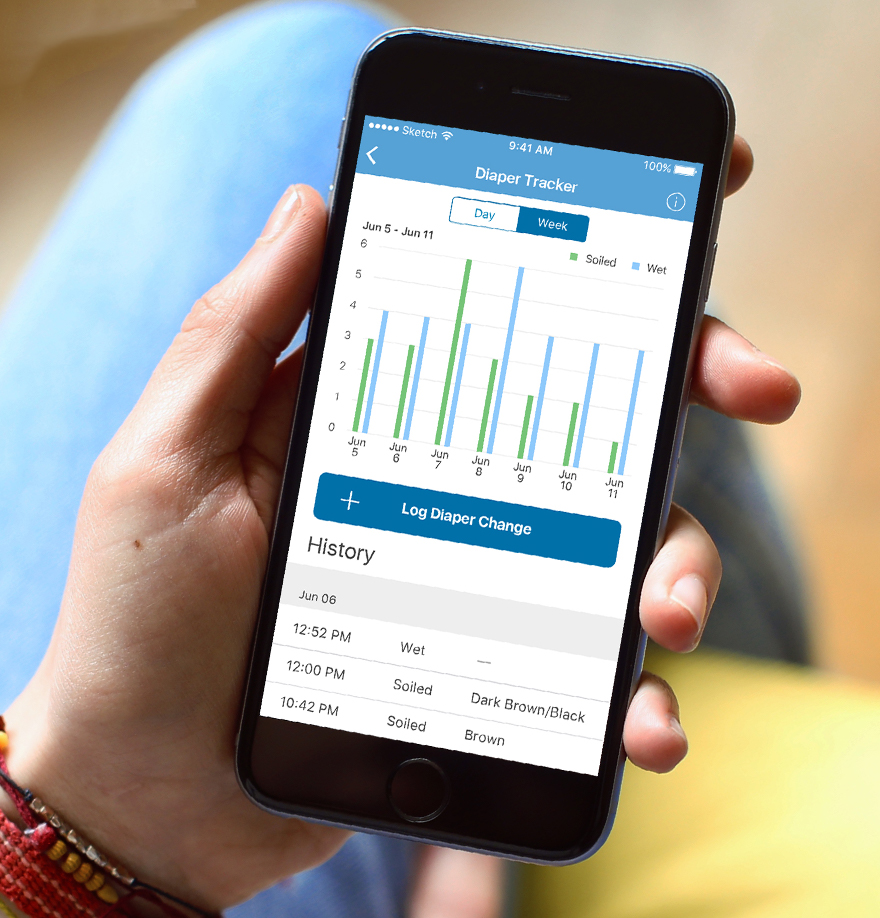 Sketch 9:41 AM 100%
Diaper Tracker
Day Week
Jun 5 - Jun 11
Soiled Wet
6
5
4
3
2
1
0
Jun 5 Jun 6 Jun 7 Jun 8 Jun 9 Jun 10 Jun 11
+ Log Diaper Change
History
Jun 06
12:52 PM Wet —
12:00 PM Soiled Dark Brown/Black
10:42 PM Soiled Brown